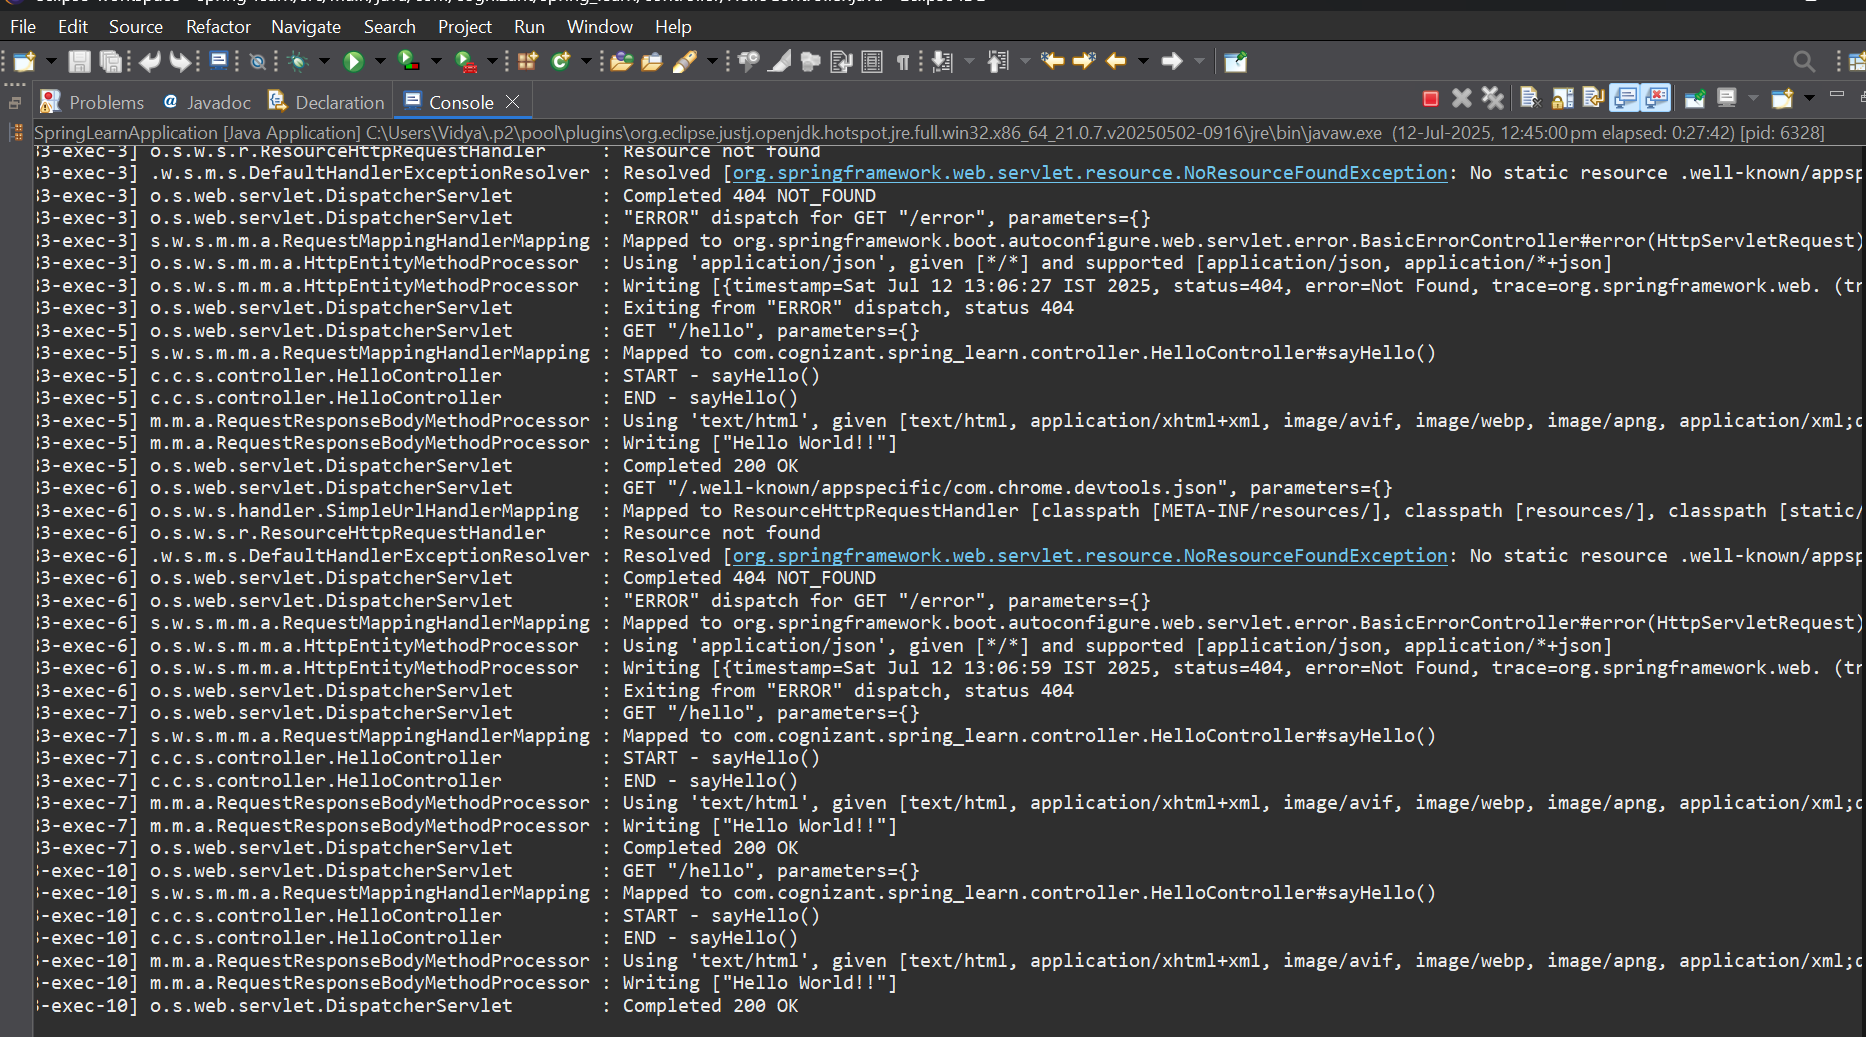 File Edit Source Refactor Navigate Search Project Run Window Help
Problems @ Javadoc Declaration Console
SpringLearnApplication [Java Application] C:\Users\Vidya\.p2\pool\plugins\org.eclipse.justj.openjdk.hotspot.jre.full.win32.x86_64_21.0.7.v20250502-0916\jre\bin\javaw.exe (12-Jul-2025, 12:45:00 pm elapsed: 0:27:42) [pid: 6328]
3-exec-3] o.s.w.s.r.ResourceHttpRequestHandler : Resource not found
3-exec-3] .w.s.m.s.DefaultHandlerExceptionResolver : Resolved [org.springframework.web.servlet.resource.NoResourceFoundException: No static resource .well-known/appsp
3-exec-3] o.s.web.servlet.DispatcherServlet : Completed 404 NOT_FOUND
3-exec-3] o.s.web.servlet.DispatcherServlet : "ERROR" dispatch for GET "/error", parameters={}
3-exec-3] s.w.s.m.m.a.RequestMappingHandlerMapping : Mapped to org.springframework.boot.autoconfigure.web.servlet.error.BasicErrorController#error(HttpServletRequest)
3-exec-3] o.s.w.s.m.m.a.HttpEntityMethodProcessor : Using 'application/json', given [*/*] and supported [application/json, application/*+json]
3-exec-3] o.s.w.s.m.m.a.HttpEntityMethodProcessor : Writing [{timestamp=Sat Jul 12 13:06:27 IST 2025, status=404, error=Not Found, trace=org.springframework.web. (tr
3-exec-3] o.s.web.servlet.DispatcherServlet : Exiting from "ERROR" dispatch, status 404
3-exec-5] o.s.web.servlet.DispatcherServlet : GET "/hello", parameters={}
3-exec-5] s.w.s.m.m.a.RequestMappingHandlerMapping : Mapped to com.cognizant.spring_learn.controller.HelloController#sayHello()
3-exec-5] c.c.s.controller.HelloController : START - sayHello()
3-exec-5] c.c.s.controller.HelloController : END - sayHello()
3-exec-5] m.m.a.RequestResponseBodyMethodProcessor : Using 'text/html', given [text/html, application/xhtml+xml, image/avif, image/webp, image/apng, application/xml;
3-exec-5] m.m.a.RequestResponseBodyMethodProcessor : Writing ["Hello World!!"]
3-exec-5] o.s.web.servlet.DispatcherServlet : Completed 200 OK
3-exec-6] o.s.web.servlet.DispatcherServlet : GET "/.well-known/appspecific/com.chrome.devtools.json", parameters={}
3-exec-6] o.s.w.s.handler.SimpleUrlHandlerMapping : Mapped to ResourceHttpRequestHandler [classpath [META-INF/resources/], classpath [resources/], classpath [static/
3-exec-6] o.s.w.s.r.ResourceHttpRequestHandler : Resource not found
3-exec-6] .w.s.m.s.DefaultHandlerExceptionResolver : Resolved [org.springframework.web.servlet.resource.NoResourceFoundException: No static resource .well-known/appsp
3-exec-6] o.s.web.servlet.DispatcherServlet : Completed 404 NOT_FOUND
3-exec-6] o.s.web.servlet.DispatcherServlet : "ERROR" dispatch for GET "/error", parameters={}
3-exec-6] s.w.s.m.m.a.RequestMappingHandlerMapping : Mapped to org.springframework.boot.autoconfigure.web.servlet.error.BasicErrorController#error(HttpServletRequest)
3-exec-6] o.s.w.s.m.m.a.HttpEntityMethodProcessor : Using 'application/json', given [*/*] and supported [application/json, application/*+json]
3-exec-6] o.s.w.s.m.m.a.HttpEntityMethodProcessor : Writing [{timestamp=Sat Jul 12 13:06:59 IST 2025, status=404, error=Not Found, trace=org.springframework.web. (tr
3-exec-6] o.s.web.servlet.DispatcherServlet : Exiting from "ERROR" dispatch, status 404
3-exec-7] o.s.web.servlet.DispatcherServlet : GET "/hello", parameters={}
3-exec-7] s.w.s.m.m.a.RequestMappingHandlerMapping : Mapped to com.cognizant.spring_learn.controller.HelloController#sayHello()
3-exec-7] c.c.s.controller.HelloController : START - sayHello()
3-exec-7] c.c.s.controller.HelloController : END - sayHello()
3-exec-7] m.m.a.RequestResponseBodyMethodProcessor : Using 'text/html', given [text/html, application/xhtml+xml, image/avif, image/webp, image/apng, application/xml;
3-exec-7] m.m.a.RequestResponseBodyMethodProcessor : Writing ["Hello World!!"]
3-exec-7] o.s.web.servlet.DispatcherServlet : Completed 200 OK
-exec-10] o.s.web.servlet.DispatcherServlet : GET "/hello", parameters={}
-exec-10] s.w.s.m.m.a.RequestMappingHandlerMapping : Mapped to com.cognizant.spring_learn.controller.HelloController#sayHello()
-exec-10] c.c.s.controller.HelloController : START - sayHello()
-exec-10] c.c.s.controller.HelloController : END - sayHello()
-exec-10] m.m.a.RequestResponseBodyMethodProcessor : Using 'text/html', given [text/html, application/xhtml+xml, image/avif, image/webp, image/apng, application/xml;
-exec-10] m.m.a.RequestResponseBodyMethodProcessor : Writing ["Hello World!!"]
-exec-10] o.s.web.servlet.DispatcherServlet : Completed 200 OK